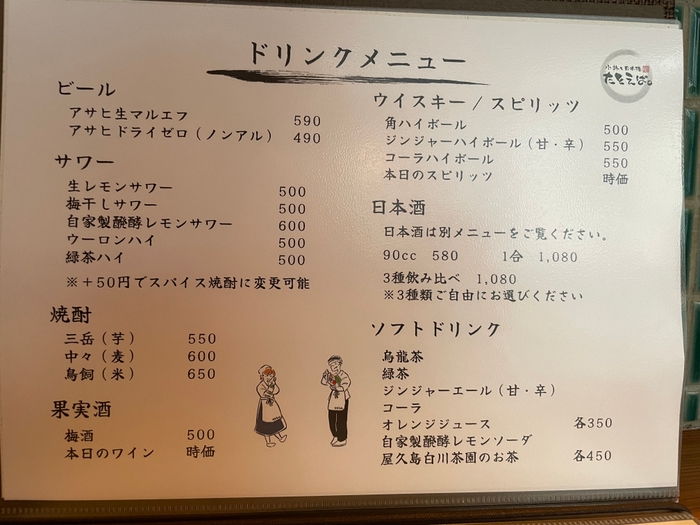 ドリンクメニュー
たとえば。
ビール
アサヒ生マルエフ 590
アサヒドライゼロ（ノンアル） 490
サワー
生レモンサワー 500
梅干しサワー 500
自家製醗酵レモンサワー 600
ウーロンハイ 500
緑茶ハイ 500
※＋50円でスパイス焼酎に変更可能
焼酎
三岳（芋） 550
中々（麦） 600
鳥飼（米） 650
果実酒
梅酒 500
本日のワイン 時価
ウイスキー / スピリッツ
角ハイボール 500
ジンジャーハイボール（甘・辛） 550
コーラハイボール 550
本日のスピリッツ 時価
日本酒
日本酒は別メニューをご覧ください。
90cc 580 1合 1,080
3種飲み比べ 1,080
※3種類ご自由にお選びください
ソフトドリンク
烏龍茶
緑茶
ジンジャーエール（甘・辛）
コーラ
オレンジジュース 各350
自家製醗酵レモンソーダ
屋久島白川茶園のお茶 各450